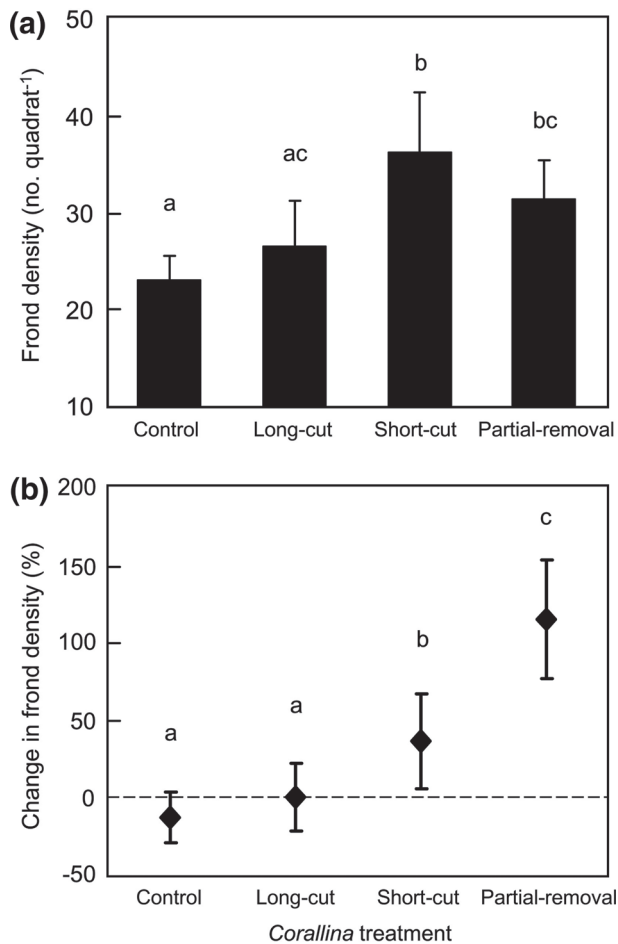 (a)
50
40
30
20
10
Frond density (no. quadrat⁻¹)
a
ac
b
bc
Control
Long-cut
Short-cut
Partial-removal
(b)
200
150
100
50
0
-50
Change in frond density (%)
a
a
b
c
Control
Long-cut
Short-cut
Partial-removal
Corallina treatment